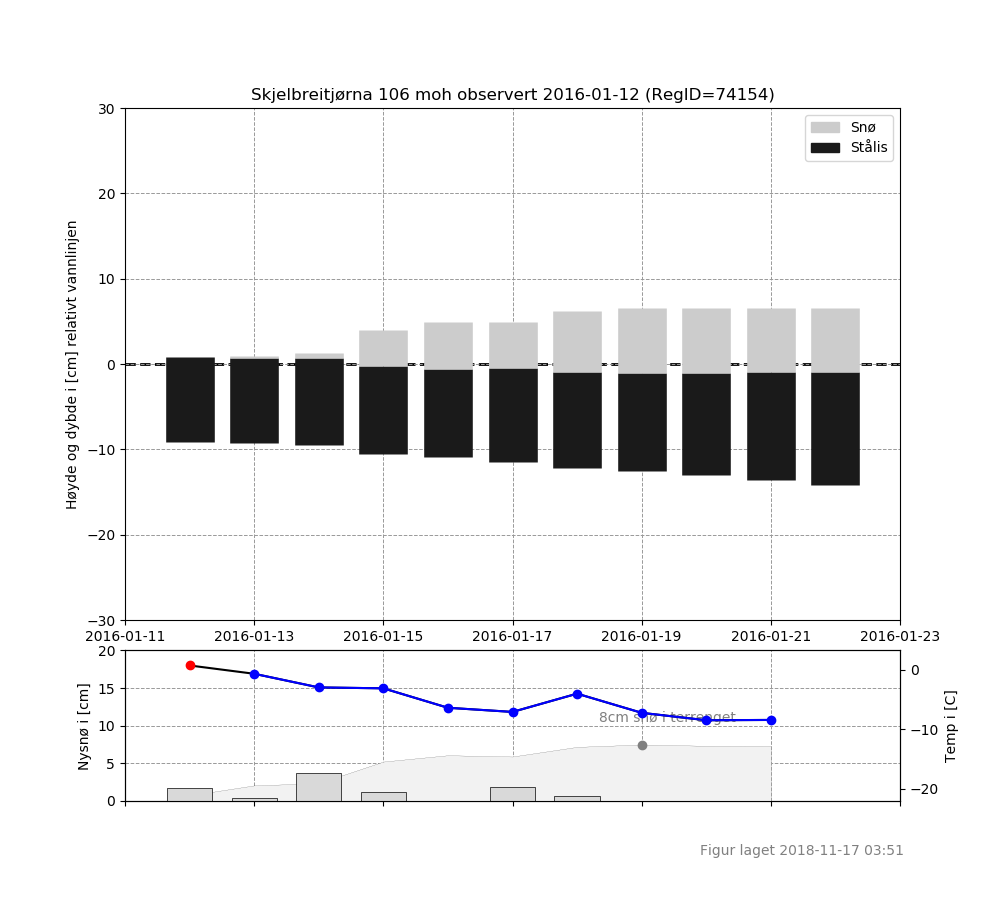 Skjelbreitjørna 106 moh observert 2016-01-12 (RegID=74154)
Høyde og dybde i [cm] relativt vannlinjen
30
20
10
0
−10
−20
−30
Snø
Stålis
2016-01-11 2016-01-13 2016-01-15 2016-01-17 2016-01-19 2016-01-21 2016-01-23
Nysnø i [cm]
20
15
10
5
0
8cm snø i terrenget
0
−10
−20
Temp i [C]
Figur laget 2018-11-17 03:51